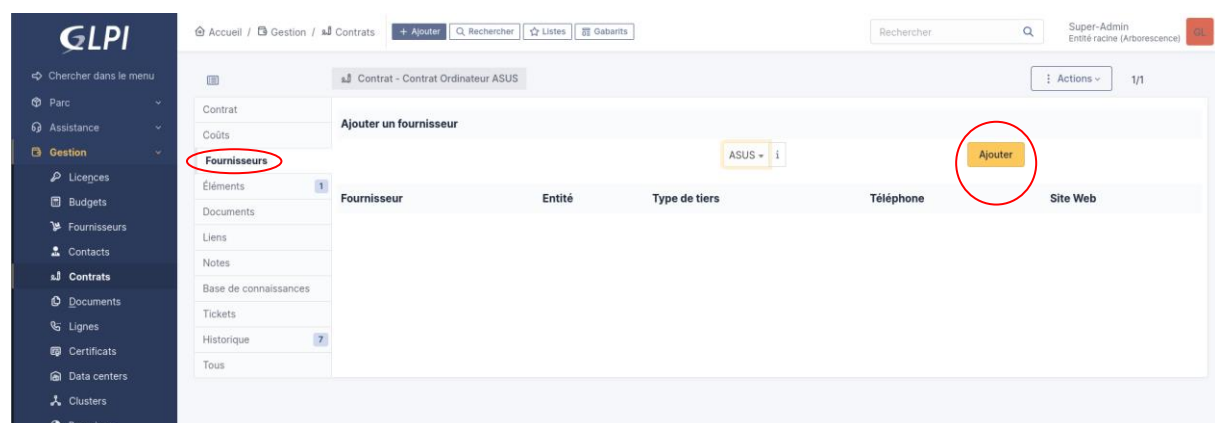 GLPI
Accueil / Gestion / Contrats + Ajouter Rechercher Listes Gabarits
Rechercher
Super-Admin
Entité racine (Arborescence)
GL
Chercher dans le menu
Parc
Assistance
Gestion
Licences
Budgets
Fournisseurs
Contacts
Contrats
Documents
Lignes
Certificats
Data centers
Clusters
Contrat - Contrat Ordinateur ASUS
Actions
1/1
Contrat
Coûts
Fournisseurs
Éléments 1
Documents
Liens
Notes
Base de connaissances
Tickets
Historique 7
Tous
Ajouter un fournisseur
ASUS i Ajouter
Fournisseur Entité Type de tiers Téléphone Site Web